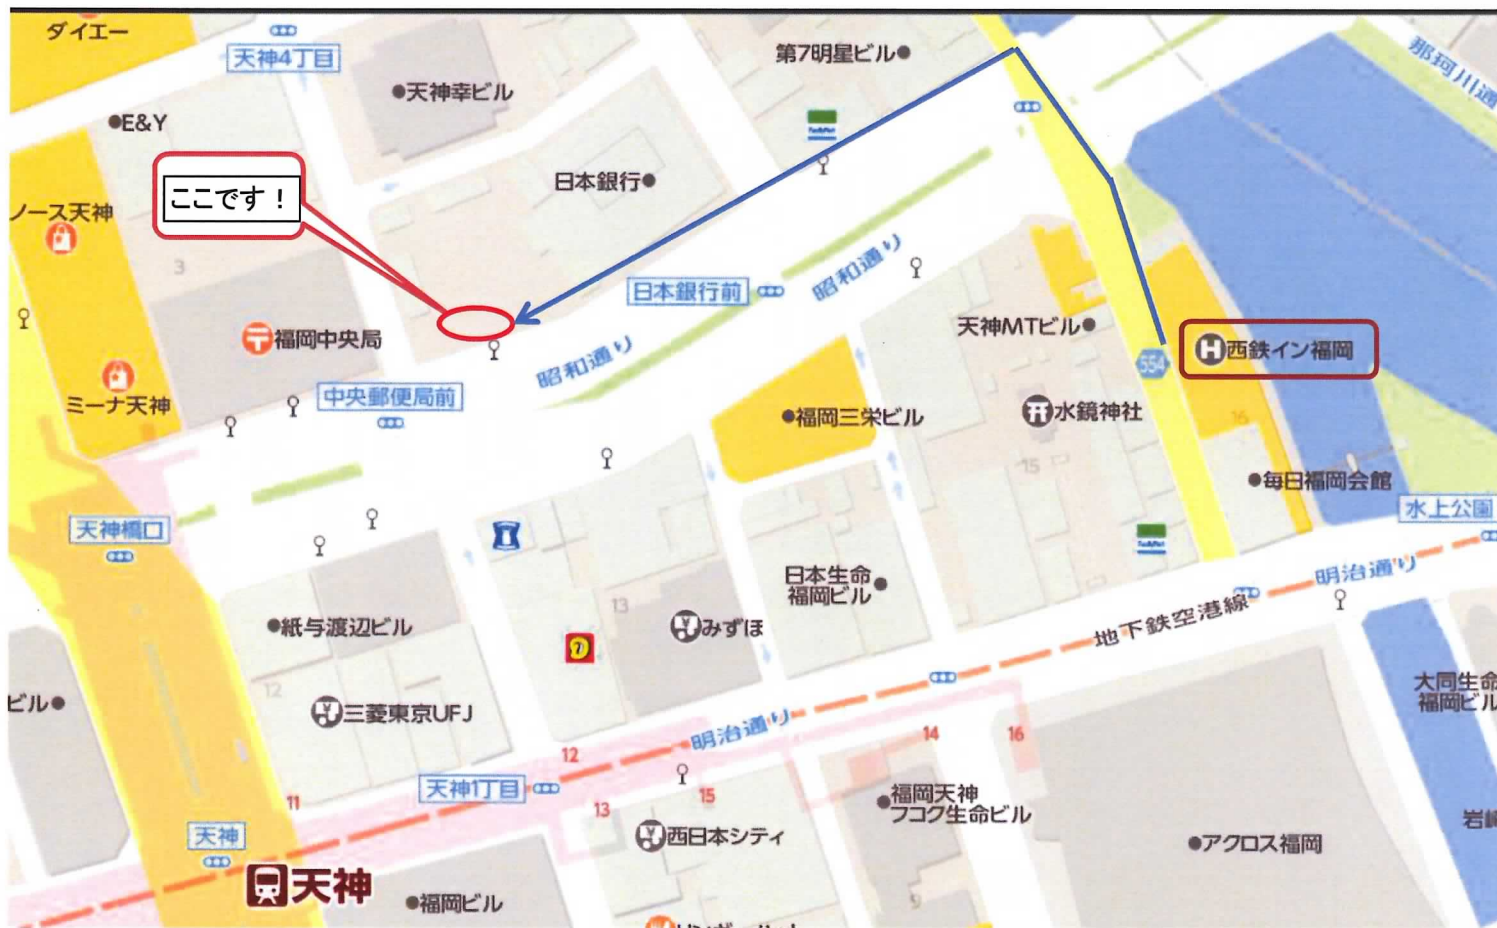 ダイエー
天神4丁目
第7明星ビル
那珂川通
天神幸ビル
E&Y
FamilyMart
ここです！
日本銀行
ノース天神
3
昭和通り
日本銀行前
福岡中央局
昭和通り
天神MTビル
西鉄イン福岡
554
ミーナ天神
中央郵便局前
福岡三栄ビル
水鏡神社
16
15
毎日福岡会館
水上公園
天神橋口
FamilyMart
日本生命
福岡ビル
明治通り
13
紙与渡辺ビル
みずほ
地下鉄空港線
12
三菱東京UFJ
ビル
大同生命
福岡ビル
明治通り
12
14
16
天神1丁目
11
13
15
福岡天神
フコク生命ビル
天神
西日本シティ
アクロス福岡
岩崎
天神
福岡ビル
9